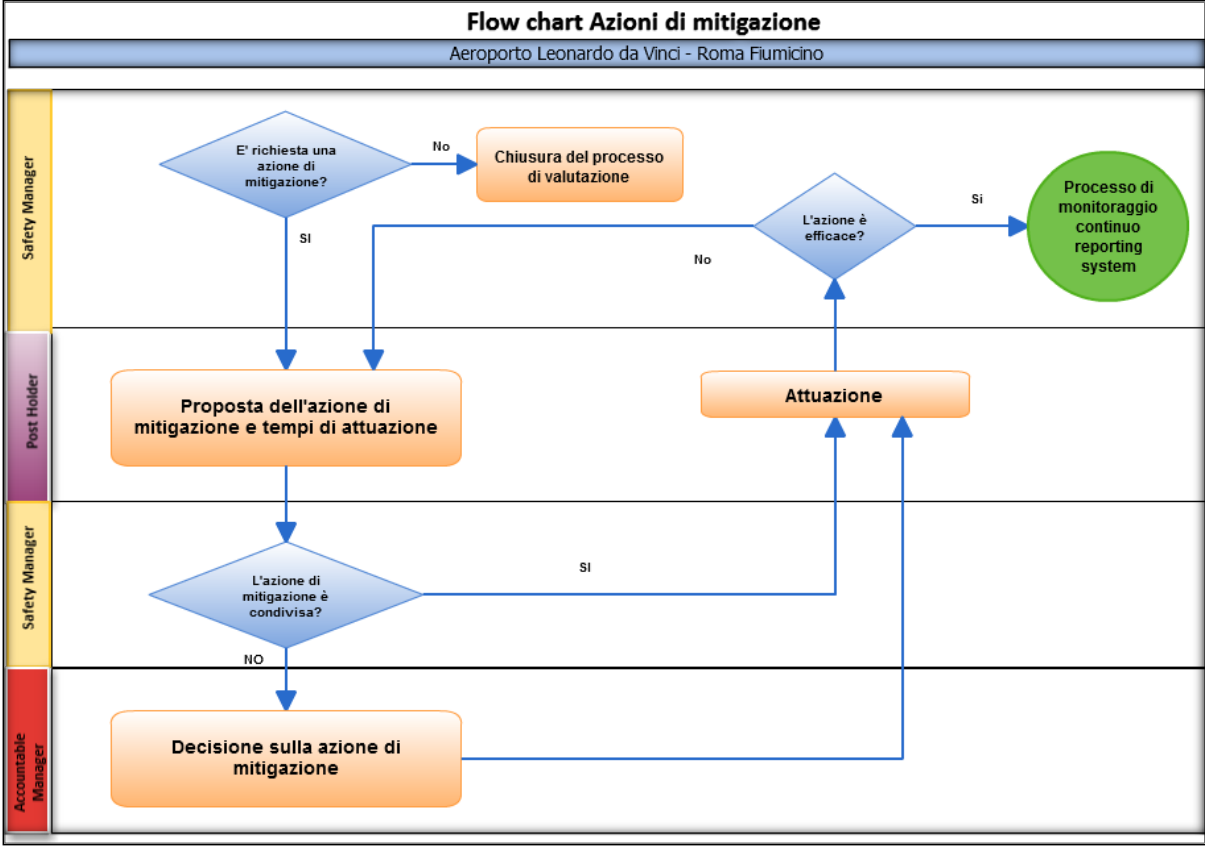 Flow chart Azioni di mitigazione
Aeroporto Leonardo da Vinci - Roma Fiumicino
Safety Manager
E' richiesta una
azione di
mitigazione?
No
Chiusura del processo
di valutazione
SI
L'azione è
efficace?
Si
No
Processo di
monitoraggio
continuo
reporting
system
Post Holder
Proposta dell'azione di
mitigazione e tempi di attuazione
Attuazione
Safety Manager
L'azione di
mitigazione è
condivisa?
SI
NO
Accountable
Manager
Decisione sulla azione di
mitigazione